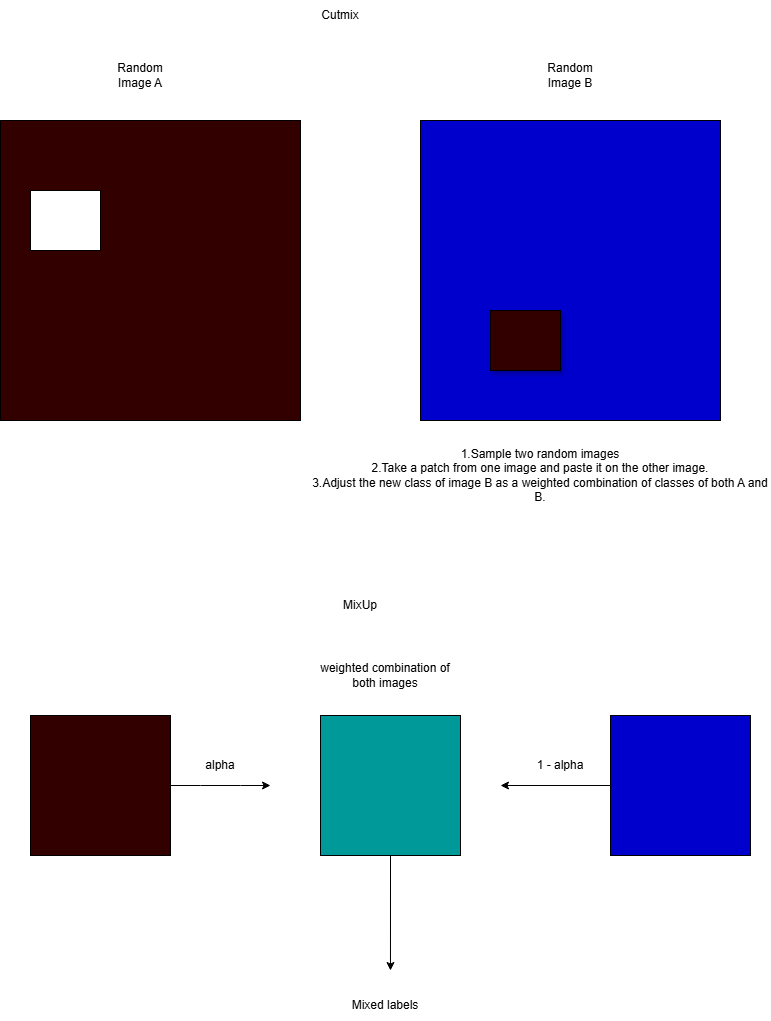 Cutmix
Random
Image A
Random
Image B
1.Sample two random images
2.Take a patch from one image and paste it on the other image.
3.Adjust the new class of image B as a weighted combination of classes of both A and
B.
MixUp
weighted combination of
both images
alpha
1 - alpha
Mixed labels